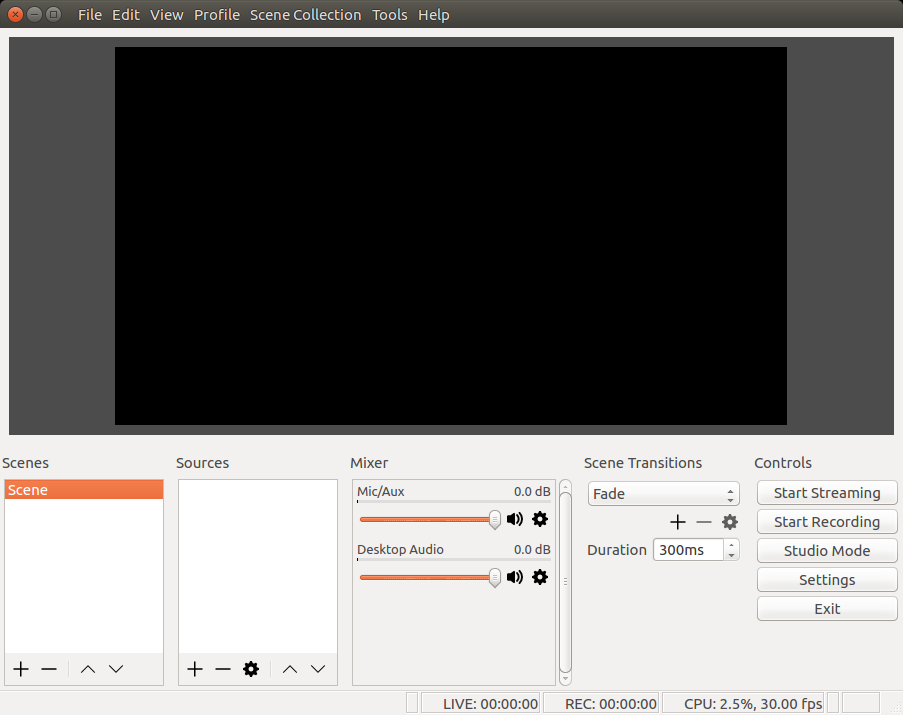 File Edit View Profile Scene Collection Tools Help
Scenes Sources Mixer Scene Transitions Controls
Scene
Mic/Aux 0.0 dB
Desktop Audio 0.0 dB
Fade
Duration 300ms
Start Streaming
Start Recording
Studio Mode
Settings
Exit
LIVE: 00:00:00 REC: 00:00:00 CPU: 2.5%, 30.00 fps